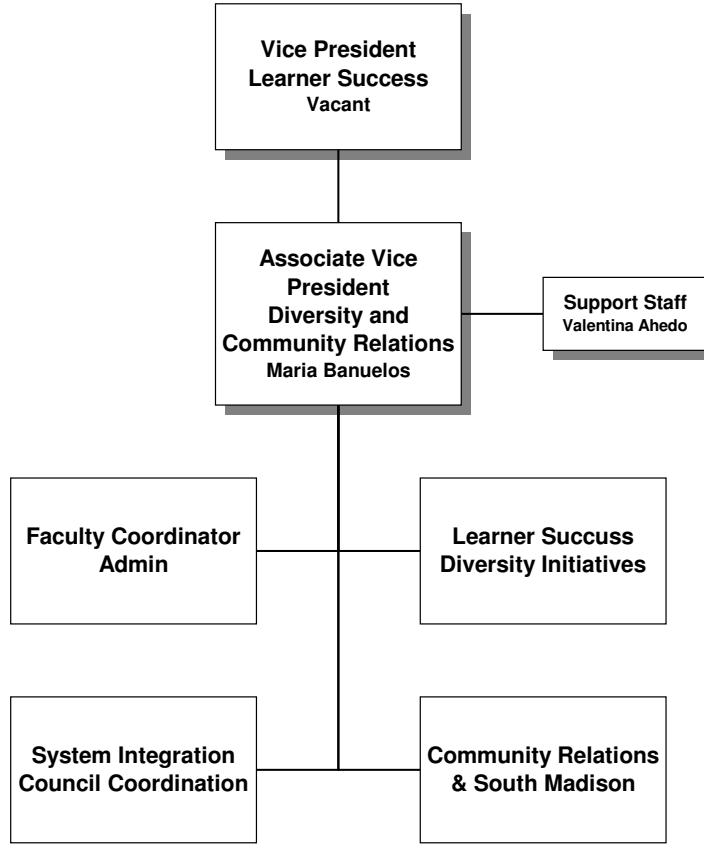 Vice President
Learner Success
Vacant
Associate Vice
President
Diversity and
Community Relations
Maria Banuelos
Support Staff
Valentina Ahedo
Faculty Coordinator
Admin
Learner Succuss
Diversity Initiatives
System Integration
Council Coordination
Community Relations
& South Madison